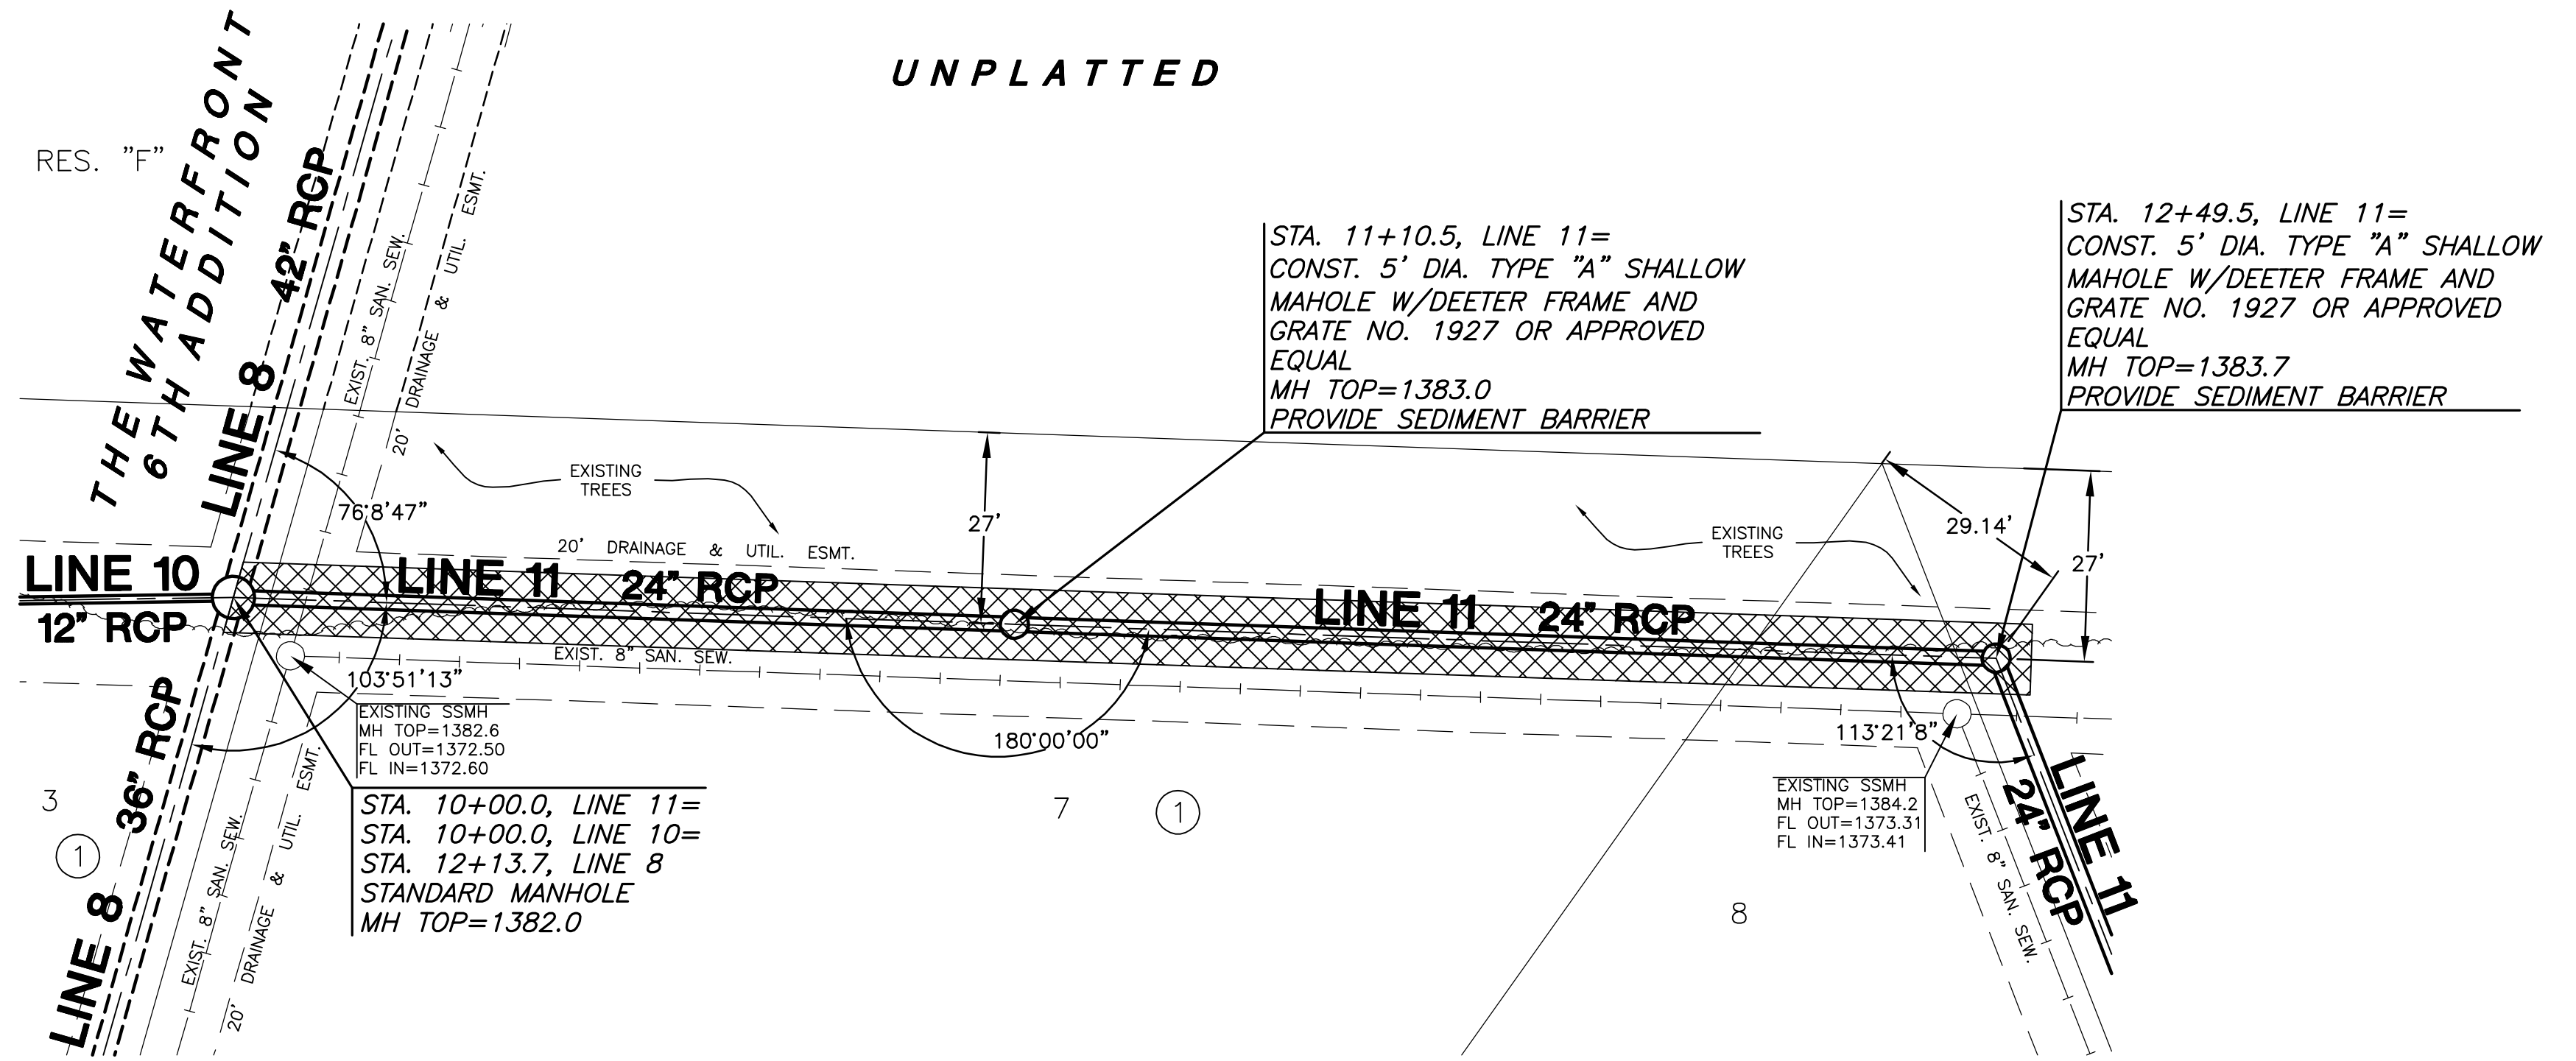 UNPLATTED
THE WATERFRONT
6TH ADDITION
RES. "F"
LINE 8
42" RCP
EXIST. 8" SAN. SEW.
20' DRAINAGE & UTIL. ESMT.
STA. 11+10.5, LINE 11=
CONST. 5' DIA. TYPE "A" SHALLOW
MAHOLE W/DEETER FRAME AND
GRATE NO. 1927 OR APPROVED
EQUAL
MH TOP=1383.0
PROVIDE SEDIMENT BARRIER
STA. 12+49.5, LINE 11=
CONST. 5' DIA. TYPE "A" SHALLOW
MAHOLE W/DEETER FRAME AND
GRATE NO. 1927 OR APPROVED
EQUAL
MH TOP=1383.7
PROVIDE SEDIMENT BARRIER
EXISTING
TREES
76°8'47"
27'
EXISTING
TREES
29.14'
27'
20' DRAINAGE & UTIL. ESMT.
LINE 10
12" RCP
LINE 11 24" RCP
LINE 11 24" RCP
EXIST. 8" SAN. SEW.
103°51'13"
180°00'00"
113°21'8"
EXISTING SSMH
MH TOP=1382.6
FL OUT=1372.50
FL IN=1372.60
STA. 10+00.0, LINE 11=
STA. 10+00.0, LINE 10=
STA. 12+13.7, LINE 8
STANDARD MANHOLE
MH TOP=1382.0
EXISTING SSMH
MH TOP=1384.2
FL OUT=1373.31
FL IN=1373.41
3
1
7
1
8
LINE 8
36" RCP
EXIST. 8" SAN. SEW.
20' DRAINAGE & UTIL. ESMT.
EXIST. 8" SAN. SEW.
24" RCP
LINE 11